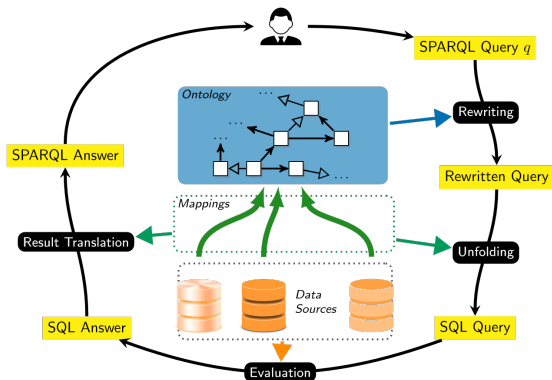 SPARQL Query q
Ontology
. . .
. . .
. . .
. . .
Rewriting
SPARQL Answer
Rewritten Query
Mappings
Result Translation
Unfolding
Data
Sources
SQL Answer
SQL Query
Evaluation